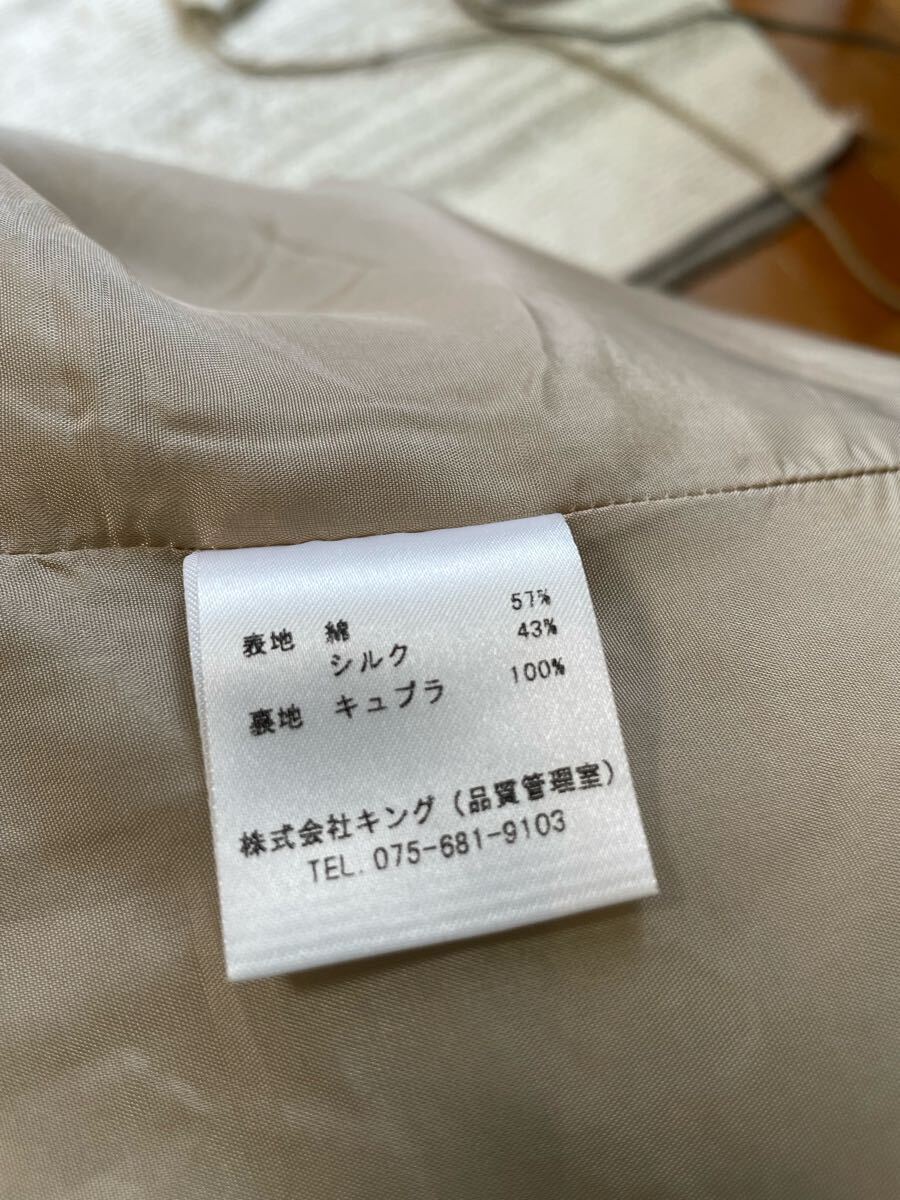 表地 綿 57%
シルク 43%
裏地 キュプラ 100%
株式会社キング（品質管理室）
TEL. 075-681-9103